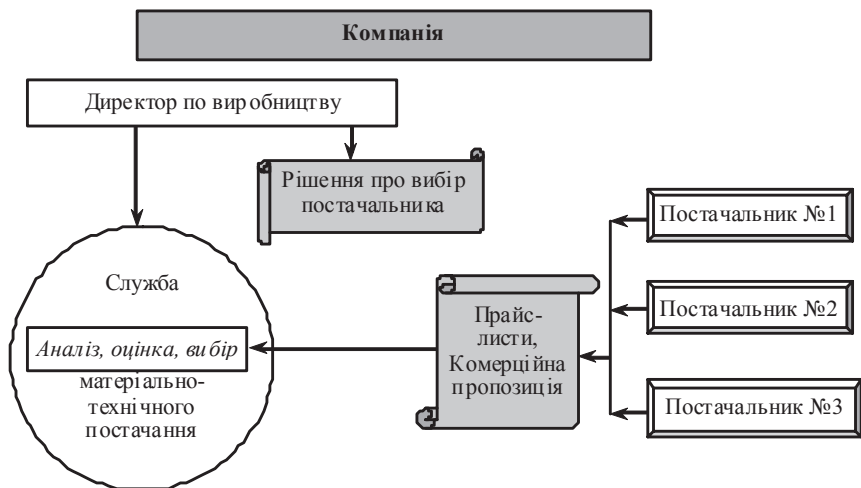 Компанія
Директор по виробництву
Рішення про вибір
постачальника
Постачальник №1
Служба
Прайс-
листи,
Комерційна
пропозиція
Постачальник №2
Аналіз, оцінка, вибір
матеріально-
технічного
постачання
Постачальник №3